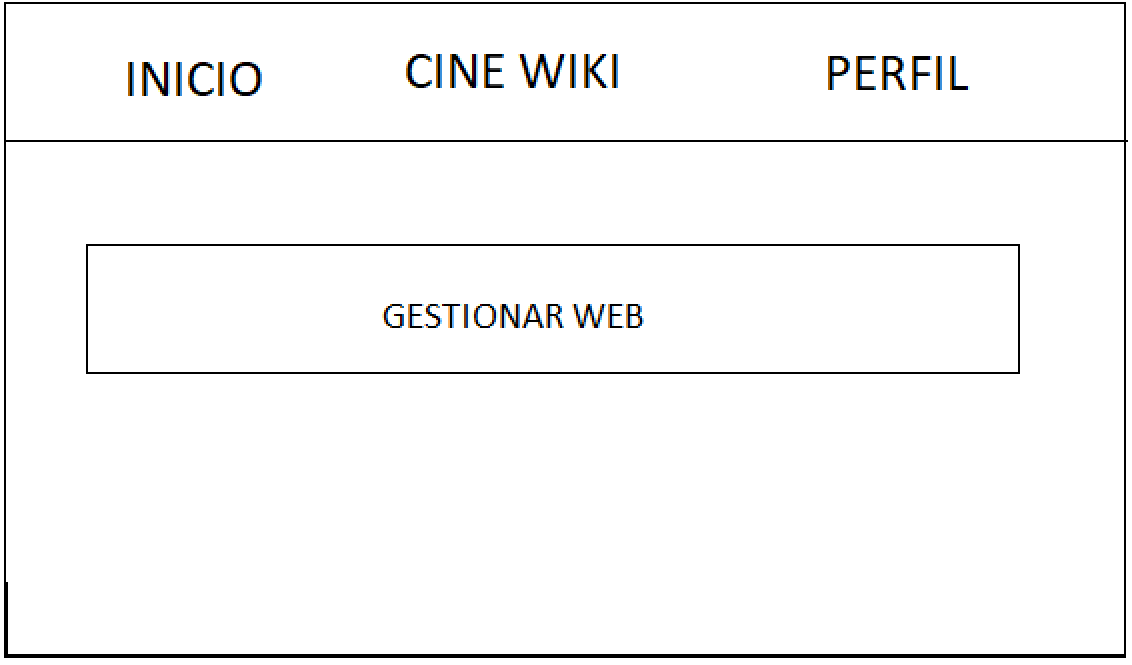 INICIO
CINE WIKI
PERFIL
GESTIONAR WEB